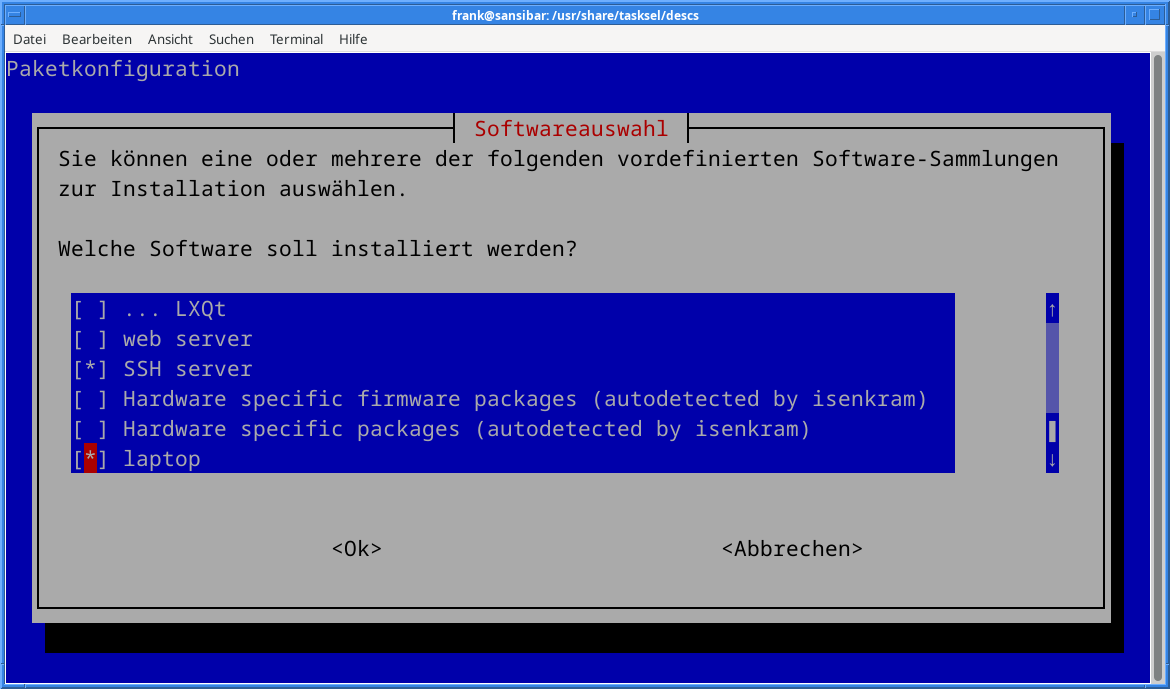 frank@sansibar: /usr/share/tasksel/descs
Datei Bearbeiten Ansicht Suchen Terminal Hilfe
Paketkonfiguration
Softwareauswahl
Sie können eine oder mehrere der folgenden vordefinierten Software-Sammlungen
zur Installation auswählen.
Welche Software soll installiert werden?
[ ] ... LXQt
[ ] web server
[*] SSH server
[ ] Hardware specific firmware packages (autodetected by isenkram)
[ ] Hardware specific packages (autodetected by isenkram)
[*] laptop
<Ok> <Abbrechen>